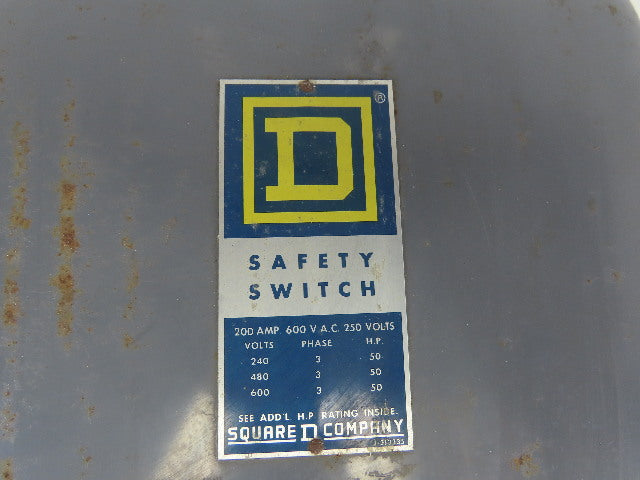 D
®
SAFETY
SWITCH
200 AMP. 600 V A.C. 250 VOLTS
VOLTS PHASE H.P.
240 3 50
480 3 50
600 3 50
SEE ADD'L H.P. RATING INSIDE.
SQUARE D COMPANY